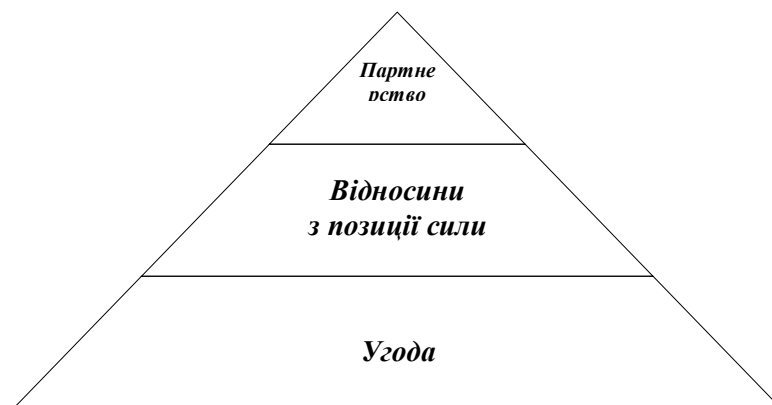 Партне
рство
Відносини
з позиції сили
Угода